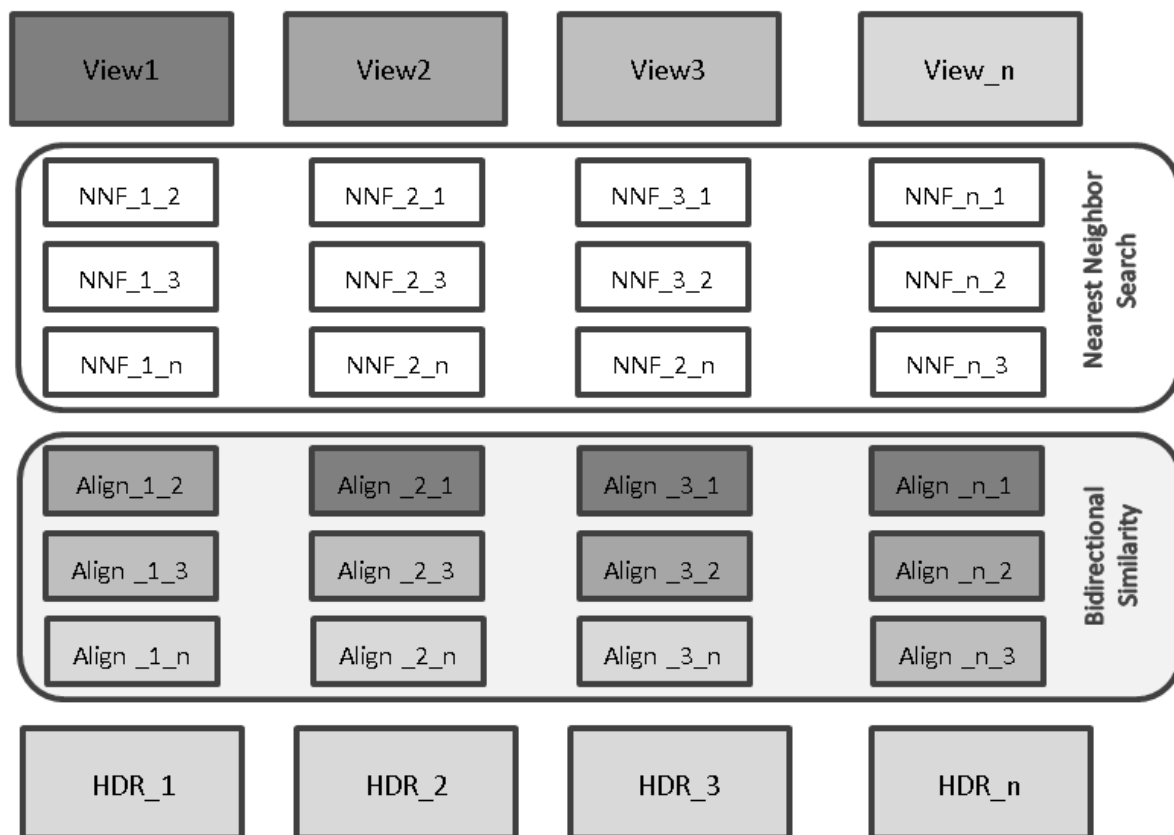 View1
View2
View3
View_n
NNF_1_2
NNF_2_1
NNF_3_1
NNF_n_1
NNF_1_3
NNF_2_3
NNF_3_2
NNF_n_2
NNF_1_n
NNF_2_n
NNF_2_n
NNF_n_3
Nearest Neighbor
Search
Align_1_2
Align _2_1
Align _3_1
Align _n_1
Align _1_3
Align _2_3
Align _3_2
Align _n_2
Align _1_n
Align _2_n
Align _3_n
Align _n_3
Bidirectional
Similarity
HDR_1
HDR_2
HDR_3
HDR_n